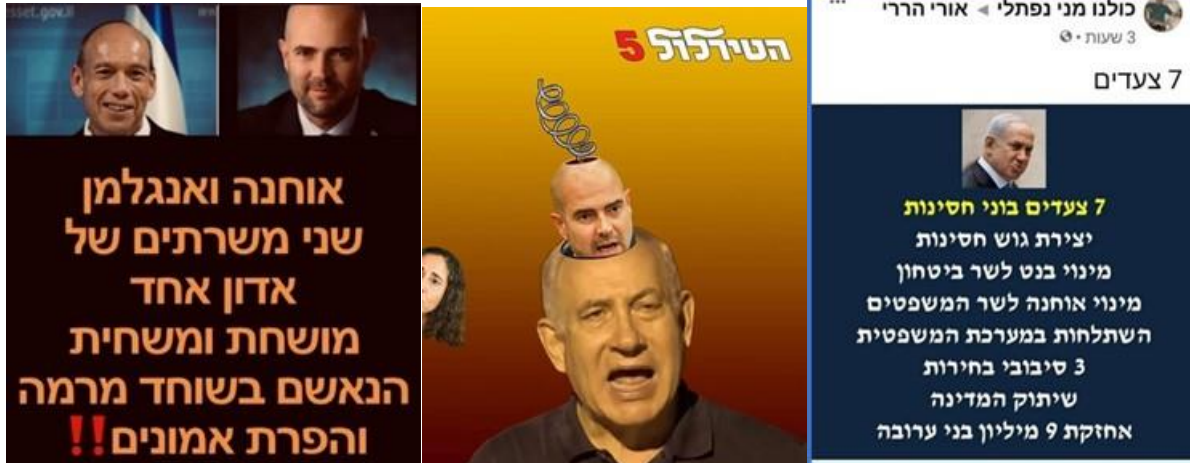 אוחנה ואנגלמן
שני משרתים של
אדון אחד
מושחת ומשחית
הנאשם בשוחד מרמה
והפרת אמונים!!
הטירלול 5
כולנו מני נפתלי ◂ אורי הררי
3 שעות ·
7 צעדים
7 צעדים בוני חסינות
יצירת גוש חסינות
מינוי בנט לשר ביטחון
מינוי אוחנה לשר המשפטים
השתלחות במערכת המשפטית
3 סיבובי בחירות
שיתוק המדינה
אחזקת 9 מיליון בני ערובה